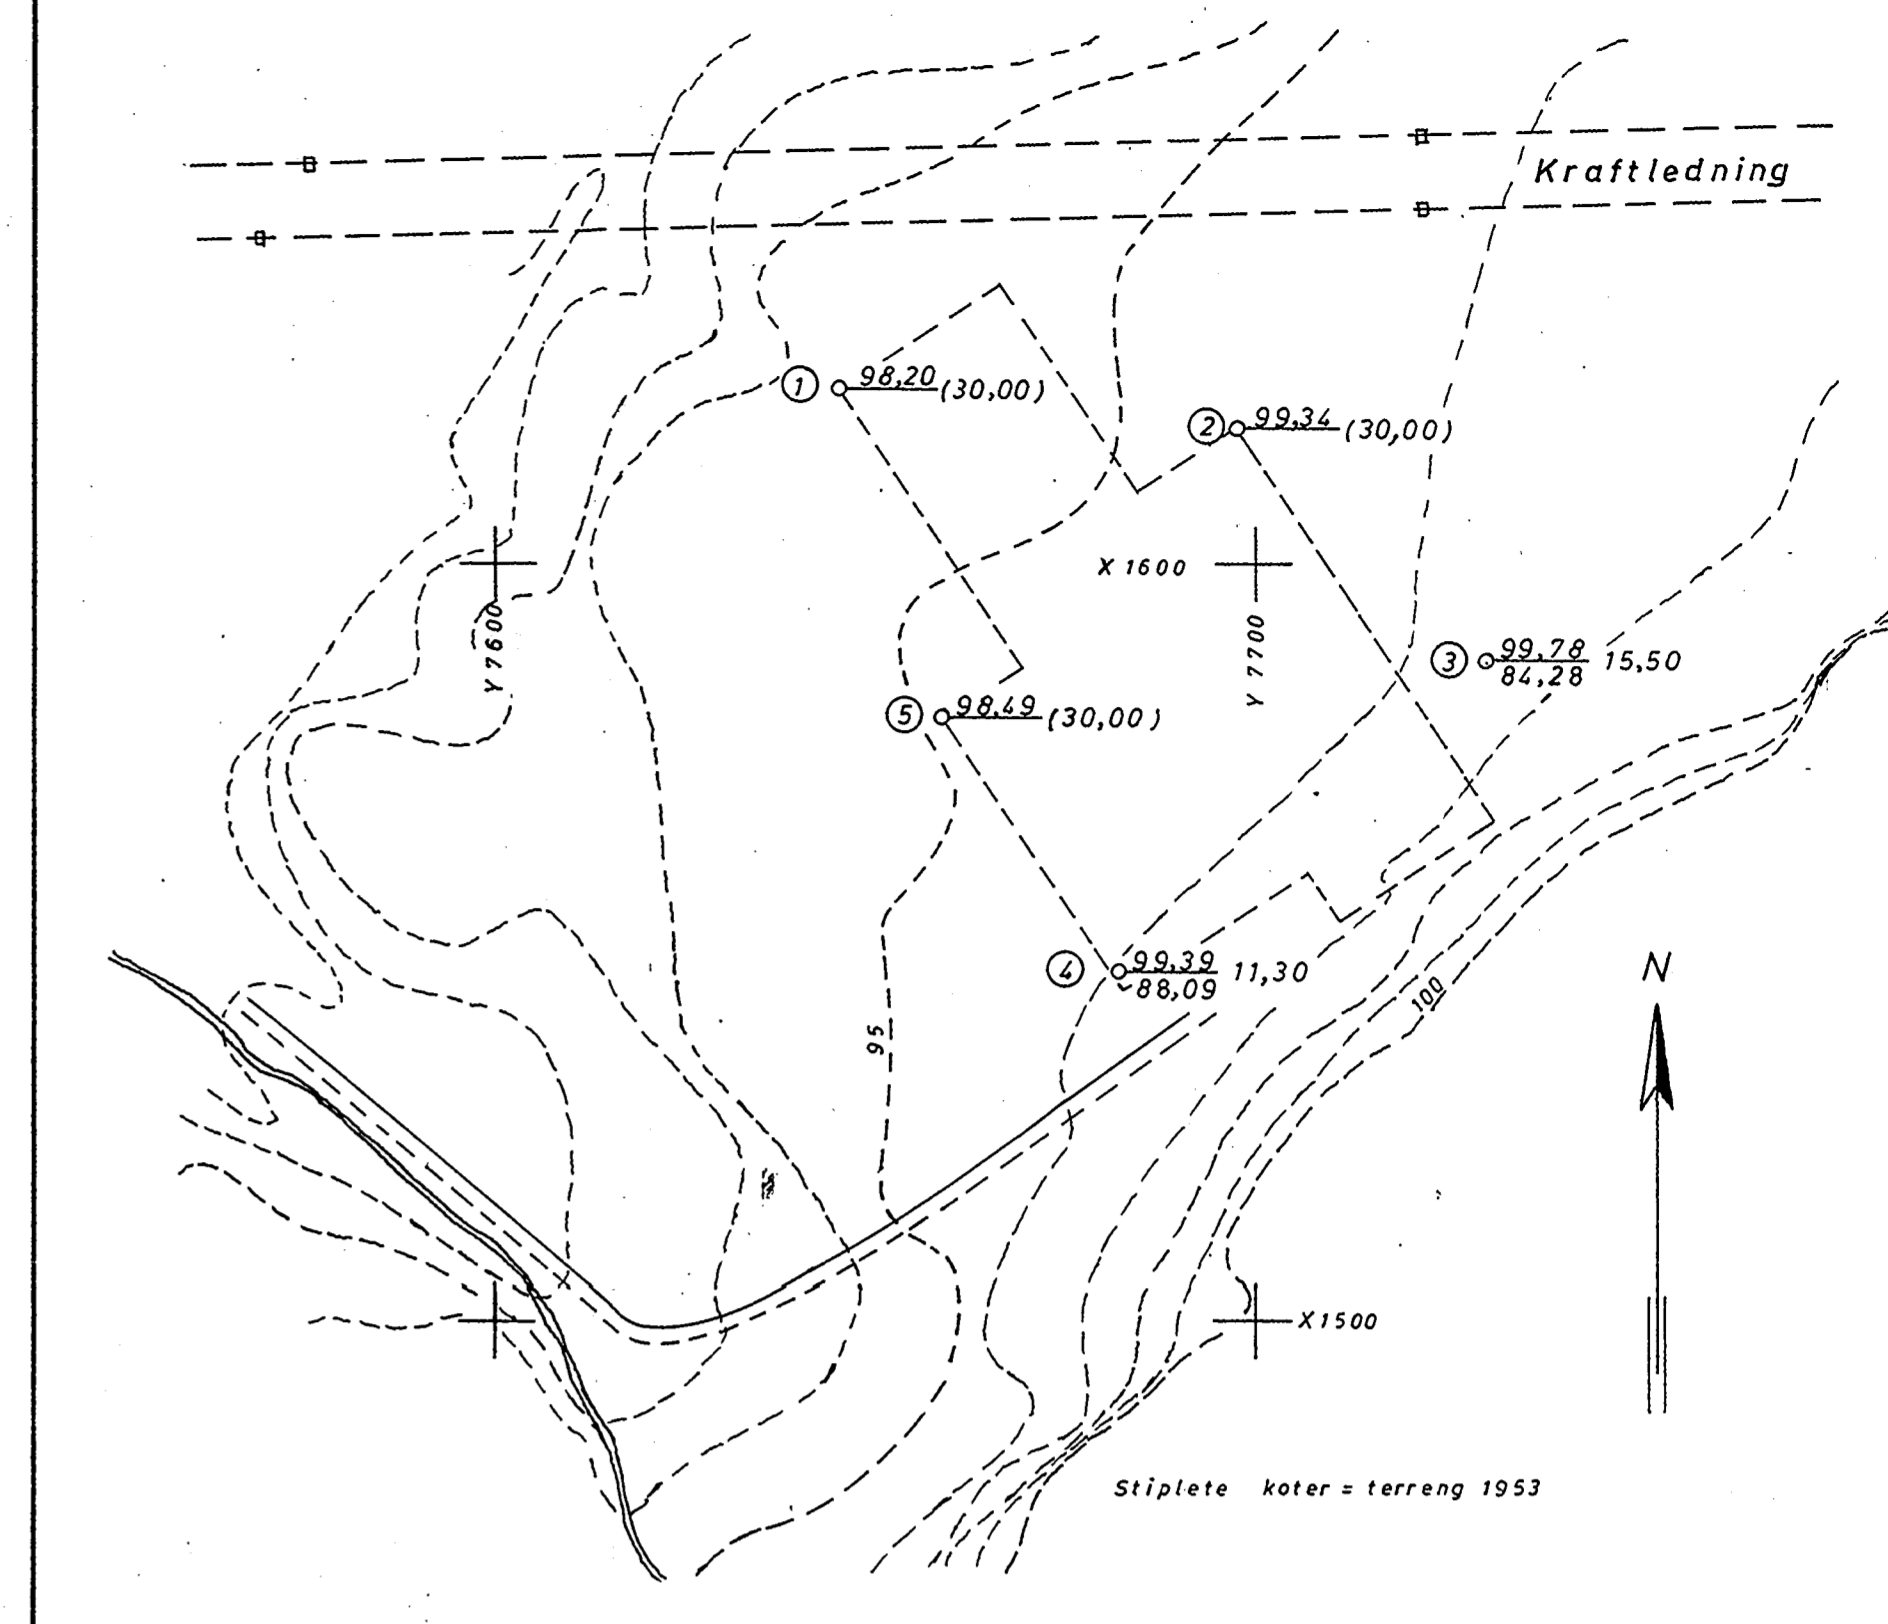 Kraftledning
1 98,20 (30,00)
2 99,34 (30,00)
X 1600
Y 7600
Y 7700
3 99,78 15,50
84,28
5 98,49 (30,00)
4 99,39 11,30
88,09
N
100
95
X 1500
Stiplete koter = terreng 1953